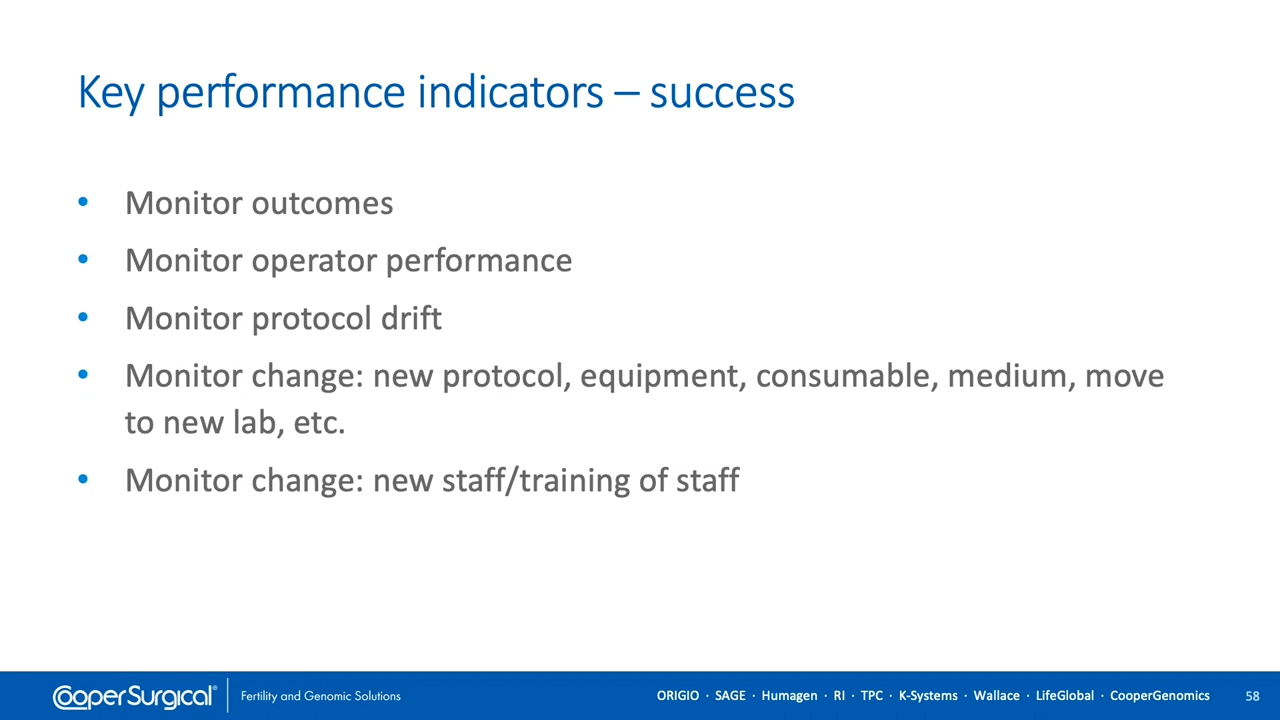 Key performance indicators – success
• Monitor outcomes
• Monitor operator performance
• Monitor protocol drift
• Monitor change: new protocol, equipment, consumable, medium, move
to new lab, etc.
• Monitor change: new staff/training of staff
CooperSurgical® Fertility and Genomic Solutions
ORIGIO · SAGE · Humagen · RI · TPC · K-Systems · Wallace · LifeGlobal · CooperGenomics 58